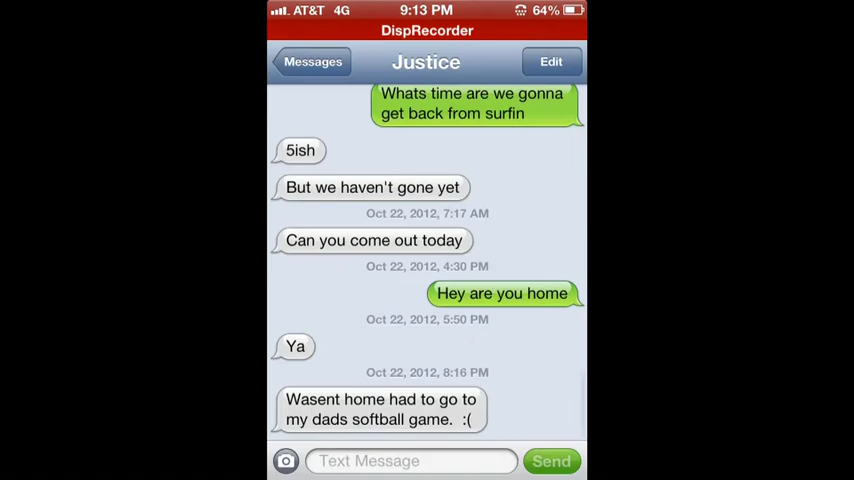 AT&T 4G 9:13 PM 64%
DispRecorder
Messages Justice Edit
Whats time are we gonna
get back from surfin
5ish
But we haven't gone yet
Oct 22, 2012, 7:17 AM
Can you come out today
Oct 22, 2012, 4:30 PM
Hey are you home
Oct 22, 2012, 5:50 PM
Ya
Oct 22, 2012, 8:16 PM
Wasent home had to go to
my dads softball game. :(
Text Message Send